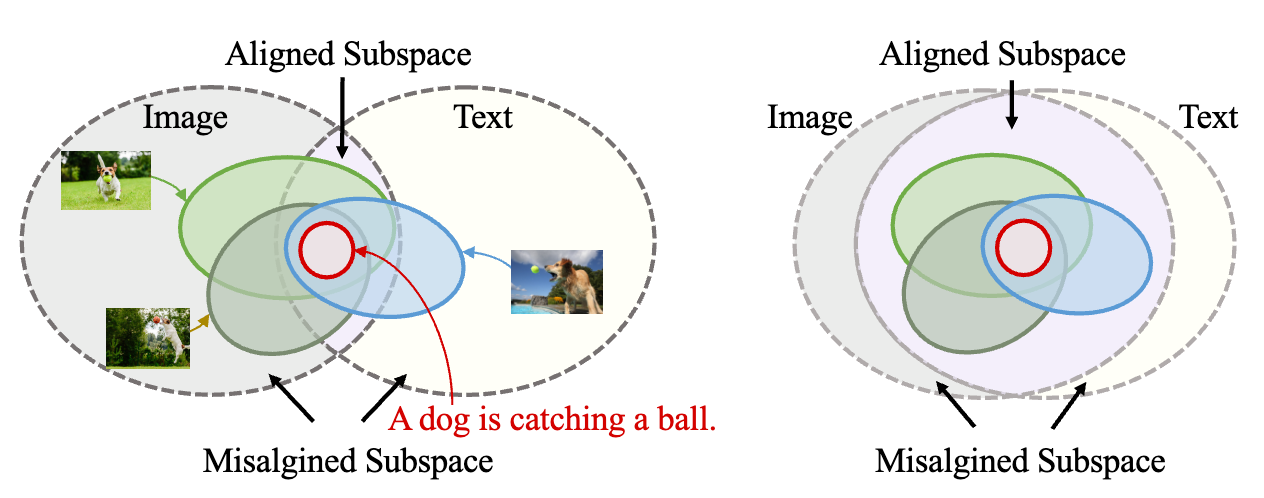 Aligned Subspace
Image
Text
A dog is catching a ball.
Misalgined Subspace
Aligned Subspace
Image
Text
Misalgined Subspace